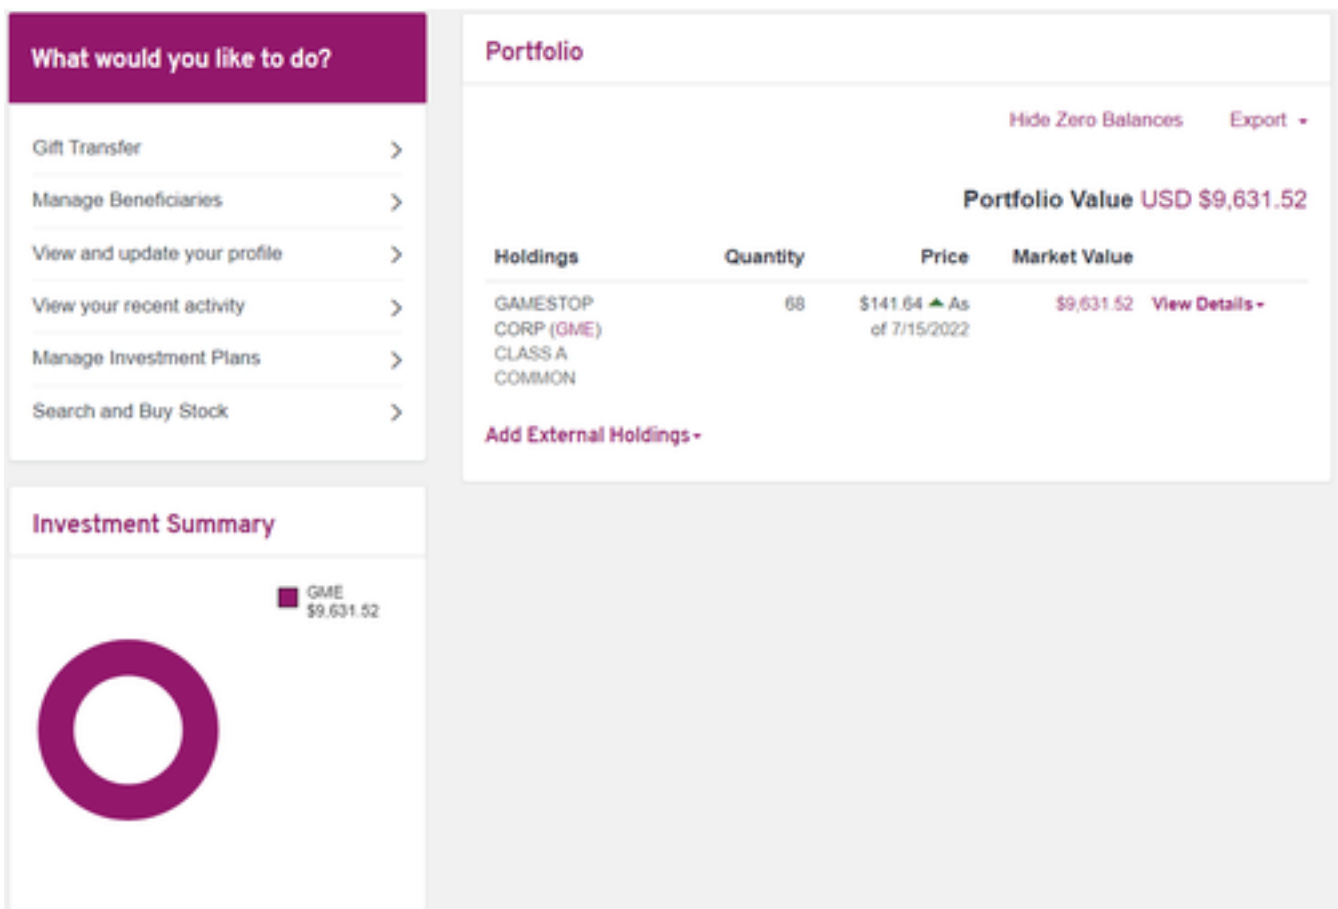 What would you like to do?
Gift Transfer
Manage Beneficiaries
View and update your profile
View your recent activity
Manage Investment Plans
Search and Buy Stock
Portfolio
Hide Zero Balances Export
Portfolio Value USD $9,631.52
Holdings Quantity Price Market Value
GAMESTOP 68 $141.64 As $9,631.52 View Details
CORP (GME) of 7/15/2022
CLASS A
COMMON
Add External Holdings
Investment Summary
GME
$9,631.52